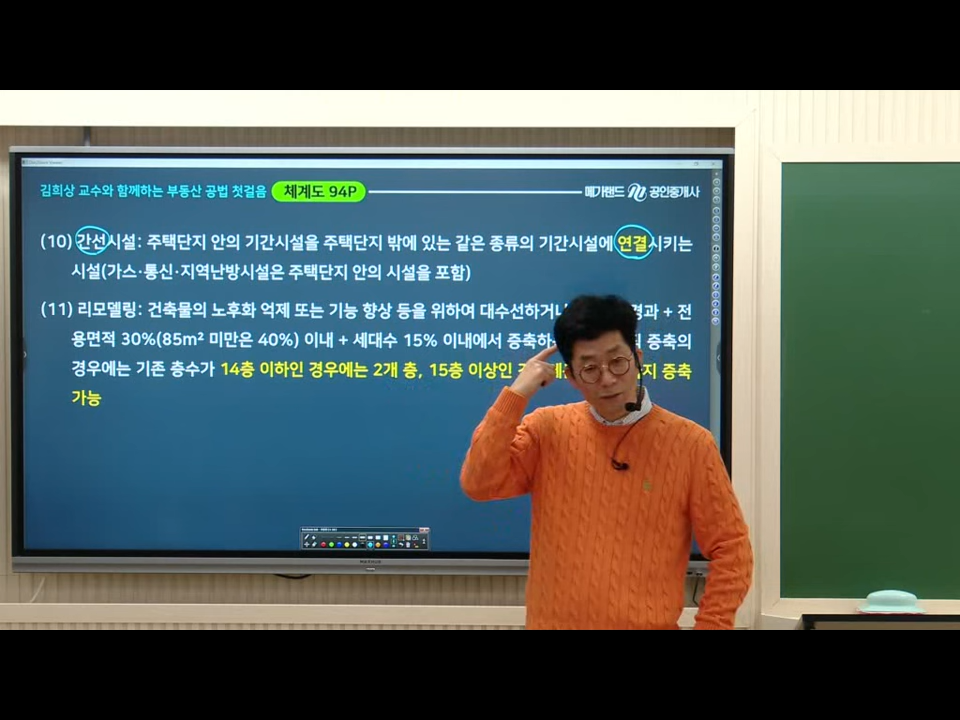 김희상 교수와 함께하는 부동산 공법 첫걸음 체계도 94P 메가랜드 공인중개사
(10) 간선시설: 주택단지 안의 기간시설을 주택단지 밖에 있는 같은 종류의 기간시설에 연결시키는
시설(가스·통신·지역난방시설은 주택단지 안의 시설을 포함)
(11) 리모델링: 건축물의 노후화 억제 또는 기능 향상 등을 위하여 대수선하거나 경과 + 전
용면적 30%(85m² 미만은 40%) 이내 + 세대수 15% 이내에서 증축하 증축의
경우에는 기존 층수가 14층 이하인 경우에는 2개 층, 15층 이상인 증축
가능